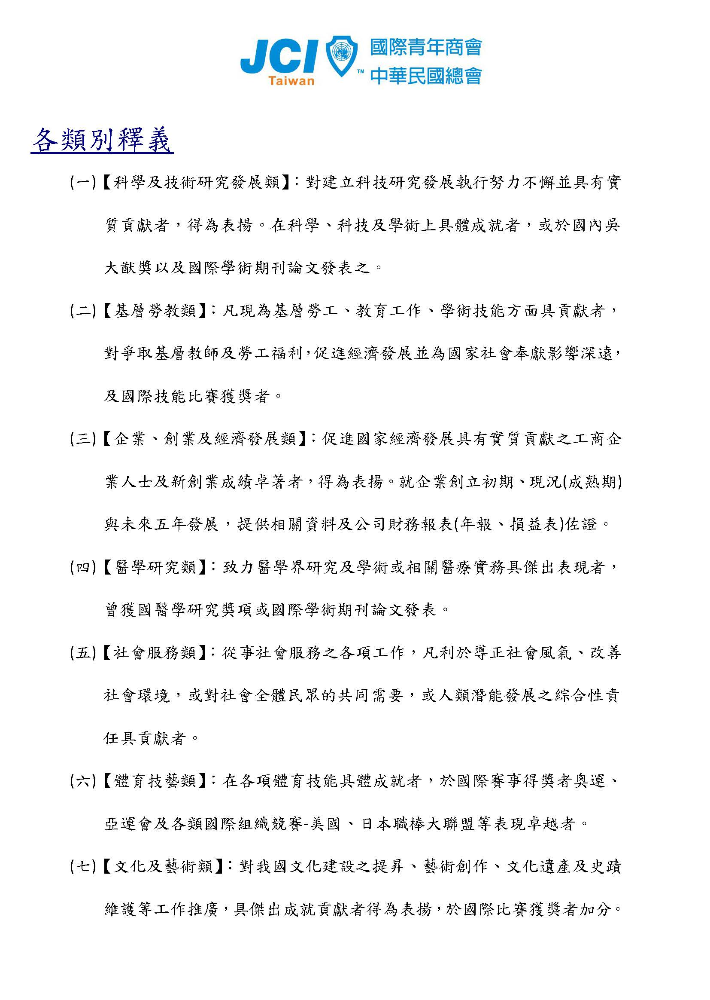 JCI
Taiwan
TM
國際青年商會
中華民國總會
各類別釋義
(一)【科學及技術研究發展類】：對建立科技研究發展執行努力不懈並具有實
質貢獻者，得為表揚。在科學、科技及學術上具體成就者，或於國內吳
大猷獎以及國際學術期刊論文發表之。
(二)【基層勞教類】：凡現為基層勞工、教育工作、學術技能方面具貢獻者，
對爭取基層教師及勞工福利，促進經濟發展並為國家社會奉獻影響深遠，
及國際技能比賽獲獎者。
(三)【企業、創業及經濟發展類】：促進國家經濟發展具有實質貢獻之工商企
業人士及新創業成績卓著者，得為表揚。就企業創立初期、現況(成熟期)
與未來五年發展，提供相關資料及公司財務報表(年報、損益表)佐證。
(四)【醫學研究類】：致力醫學界研究及學術或相關醫療實務具傑出表現者，
曾獲國醫學研究獎項或國際學術期刊論文發表。
(五)【社會服務類】：從事社會服務之各項工作，凡利於導正社會風氣、改善
社會環境，或對社會全體民眾的共同需要，或人類潛能發展之綜合性責
任具貢獻者。
(六)【體育技藝類】：在各項體育技能具體成就者，於國際賽事得獎者奧運、
亞運會及各類國際組織競賽-美國、日本職棒大聯盟等表現卓越者。
(七)【文化及藝術類】：對我國文化建設之提昇、藝術創作、文化遺產及史蹟
維護等工作推廣，具傑出成就貢獻者得為表揚，於國際比賽獲獎者加分。